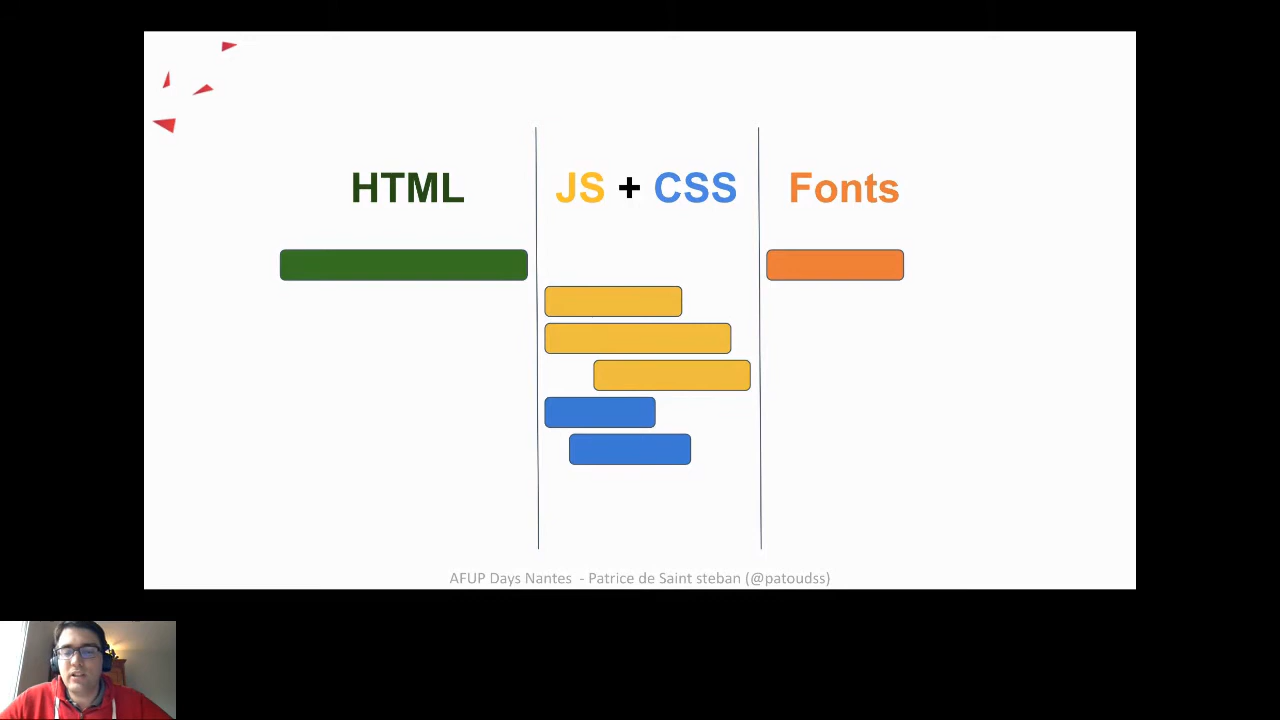 HTML
JS + CSS
Fonts
AFUP Days Nantes - Patrice de Saint steban (@patoudss)